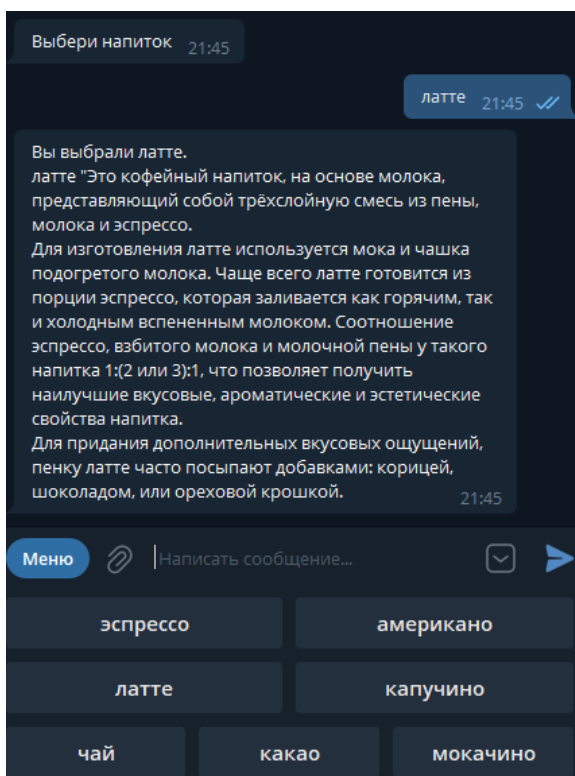 Выбери напиток 21:45
латте 21:45
Вы выбрали латте.
латте "Это кофейный напиток, на основе молока,
представляющий собой трёхслойную смесь из пены,
молока и эспрессо.
Для изготовления латте используется мока и чашка
подогретого молока. Чаще всего латте готовится из
порции эспрессо, которая заливается как горячим, так
и холодным вспененным молоком. Соотношение
эспрессо, взбитого молока и молочной пены у такого
напитка 1:(2 или 3):1, что позволяет получить
наилучшие вкусовые, ароматические и эстетические
свойства напитка.
Для придания дополнительных вкусовых ощущений,
пенку латте часто посыпают добавками: корицей,
шоколадом, или ореховой крошкой. 21:45
Меню Написать сообщение...
эспрессо американо
латте капучино
чай какао мокачино